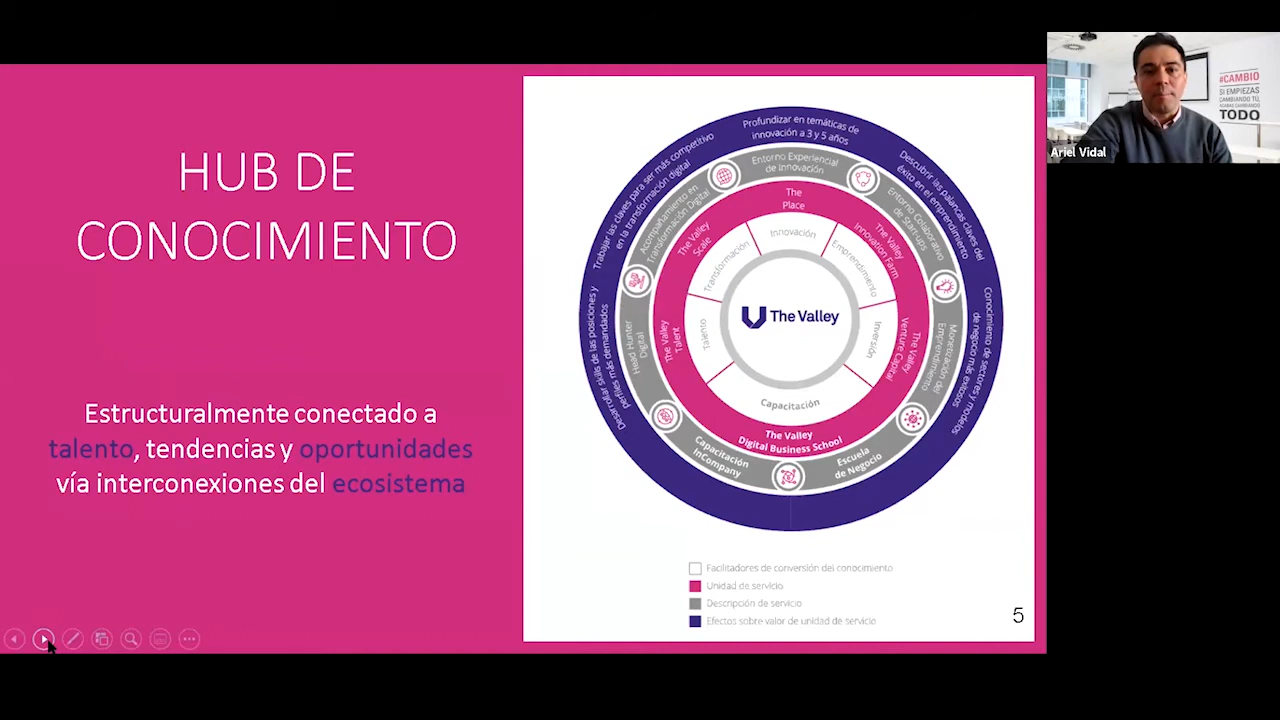 HUB DE
CONOCIMIENTO
Estructuralmente conectado a
talento, tendencias y oportunidades
vía interconexiones del ecosistema
Profundizar en temáticas de
innovación a 3 y 5 años
Descubrir las palancas claves del
éxito en el emprendimiento
Conocimiento de sectores y modelos
de negocio más exitosos
Desarrollar skills de las posiciones y
perfiles más demandados
Trabajar las claves para ser más competitivo
en la transformación digital
Entorno Experiencial
de Innovación
Entorno Colaborativo
de Start-ups
Monetización del
Emprendimiento
Escuela
de Negocio
Capacitación
InCompany
Head Hunter
Digital
Acompañamiento en
Transformación Digital
The
Place
The Valley
Innovation Farm
The Valley
Venture Capital
The Valley
Digital Business School
The Valley
Talent
The Valley
Scale
Innovación
Emprendimiento
Inversión
Capacitación
Talento
Transformación
The Valley
Facilitadores de conversión del conocimiento
Unidad de servicio
Descripción de servicio
Efectos sobre valor de unidad de servicio
5
#CAMBIO
SI EMPIEZAS
CAMBIANDO TÚ,
ACABAS CAMBIANDO
TODO
Ariel Vidal